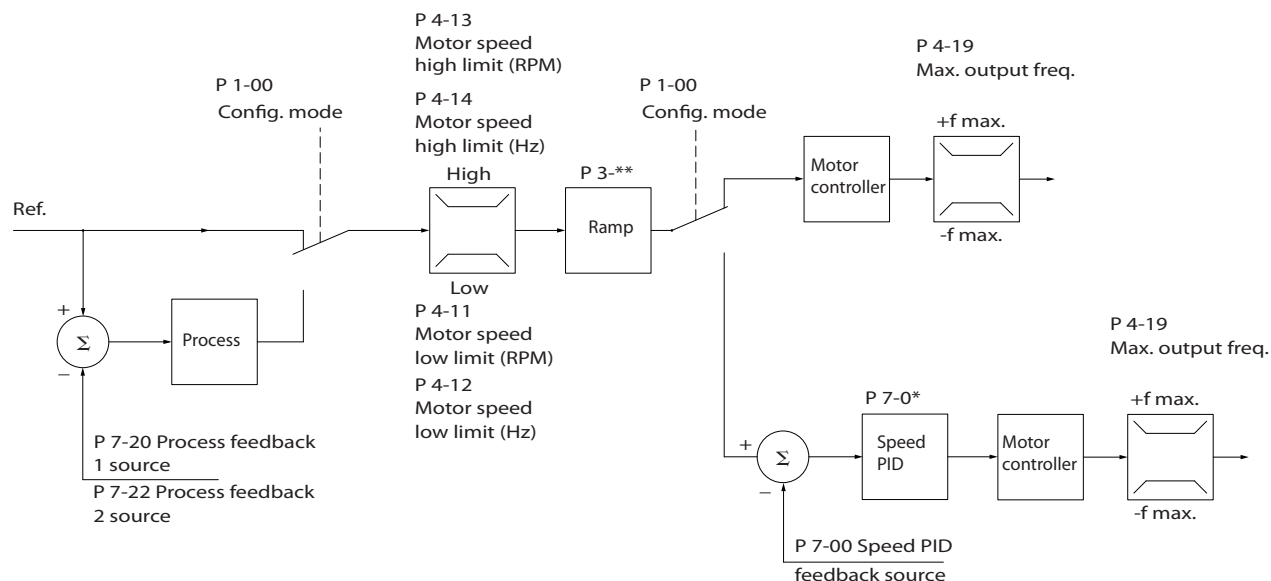 P 4-13
Motor speed
high limit (RPM)
P 4-14
Motor speed
high limit (Hz)
High
P 1-00
Config. mode
P 1-00
Config. mode
P 4-19
Max. output freq.
+f max.
Motor
controller
-f max.
P 3-**
Ramp
Ref.
Low
P 4-11
Motor speed
low limit (RPM)
P 4-12
Motor speed
low limit (Hz)
+
Σ
−
Process
P 7-20 Process feedback
1 source
P 7-22 Process feedback
2 source
P 4-19
Max. output freq.
+f max.
P 7-0*
+
Σ
−
Speed
PID
Motor
controller
-f max.
P 7-00 Speed PID
feedback source